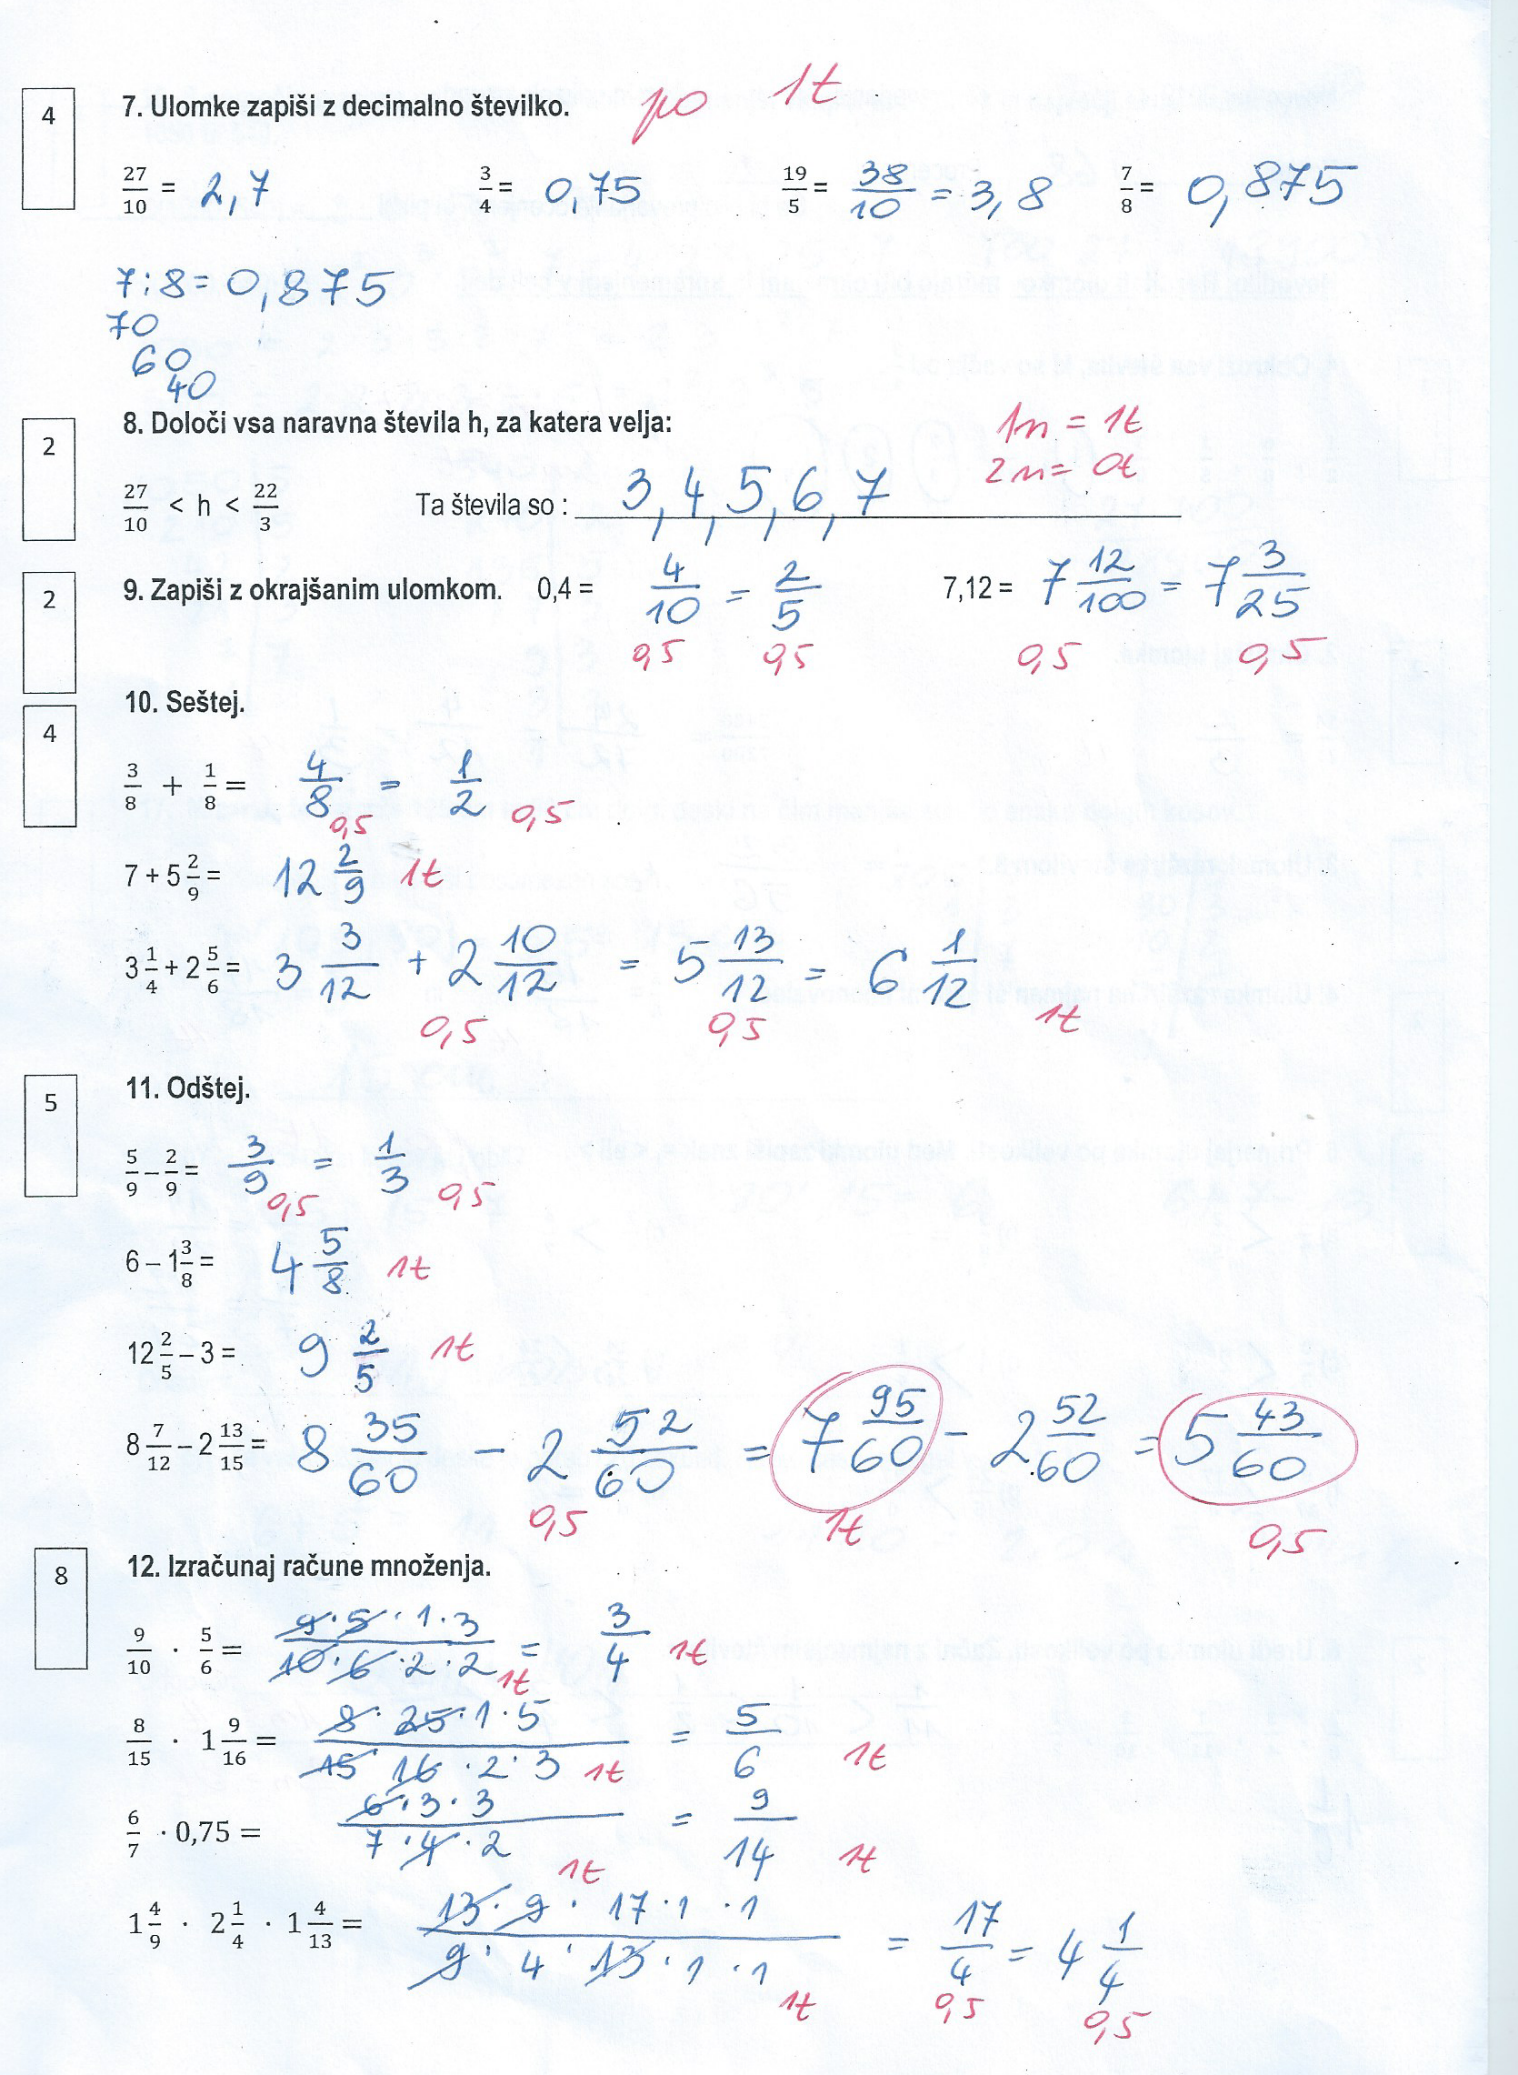 po 1t
4
7. Ulomke zapiši z decimalno številko.
27/10 = 2,7 3/4 = 0,75 19/5 = 38/10 = 3,8 7/8 = 0,875
7:8=0,875
70
60
40
2
8. Določi vsa naravna števila h, za katera velja:
1n = 1t
2n = 0t
27/10 < h < 22/3 Ta števila so : 3, 4, 5, 6, 7
2
9. Zapiši z okrajšanim ulomkom. 0,4 = 4/10 = 2/5 7,12 = 7 12/100 = 7 3/25
0,5 0,5 0,5 0,5
10. Seštej.
4
3/8 + 1/8 = 4/8 = 1/2
0,5 0,5
7 + 5 2/9 = 12 2/9 1t
3 1/4 + 2 5/6 = 3 3/12 + 2 10/12 = 5 13/12 = 6 1/12
0,5 0,5 1t
5
11. Odštej.
5/9 – 2/9 = 3/9 = 1/3
0,5 0,5
6 – 1 3/8 = 4 5/8 1t
12 2/5 – 3 = 9 2/5 1t
8 7/12 – 2 13/15 = 8 35/60 – 2 52/60 = 7 95/60 – 2 52/60 = 5 43/60
0,5 1t 0,5
8
12. Izračunaj račune množenja.
9/10 · 5/6 = 9·5·1·3/10·6·2·2 = 3/4 1t
1t
8/15 · 1 9/16 = 8·25·1·5/15 16·2·3 = 5/6 1t
1t
6/7 · 0,75 = 6·3·3/7·4·2 = 9/14 1t
1t
1 4/9 · 2 1/4 · 1 4/13 = 13·9·17·1·1/9·4·13·1·1 = 17/4 = 4 1/4
1t 0,5 0,5